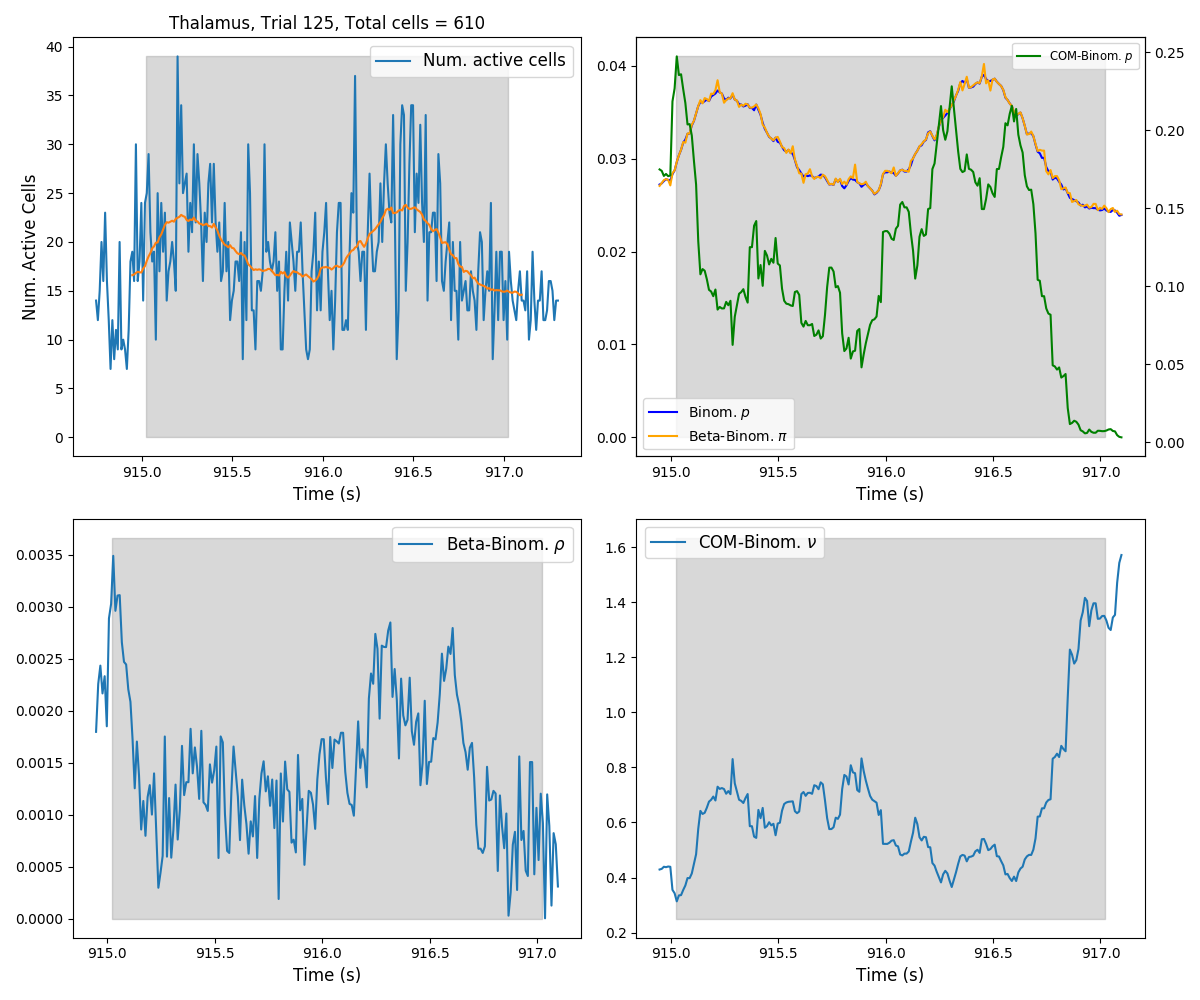 Thalamus, Trial 125, Total cells = 610
Num. active cells
Num. Active Cells
40
35
30
25
20
15
10
5
0
915.0 915.5 916.0 916.5 917.0
Time (s)
COM-Binom. p
Binom. p
Beta-Binom. π
0.04
0.03
0.02
0.01
0.00
0.25
0.20
0.15
0.10
0.05
0.00
915.0 915.5 916.0 916.5 917.0
Time (s)
Beta-Binom. ρ
0.0035
0.0030
0.0025
0.0020
0.0015
0.0010
0.0005
0.0000
915.0 915.5 916.0 916.5 917.0
Time (s)
COM-Binom. ν
1.6
1.4
1.2
1.0
0.8
0.6
0.4
0.2
915.0 915.5 916.0 916.5 917.0
Time (s)